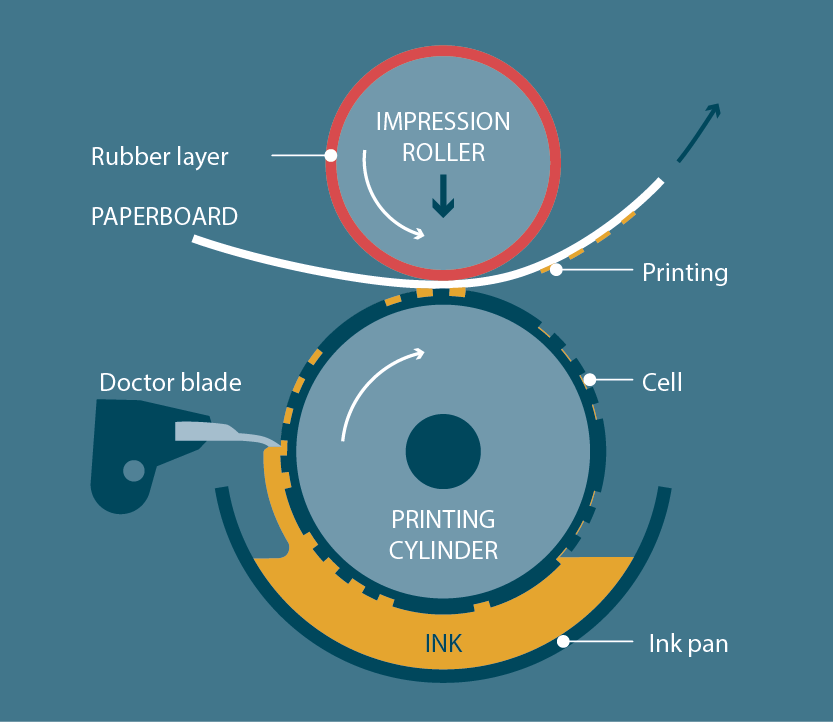 IMPRESSION
ROLLER
Rubber layer
PAPERBOARD
Printing
Doctor blade
Cell
PRINTING
CYLINDER
INK
Ink pan